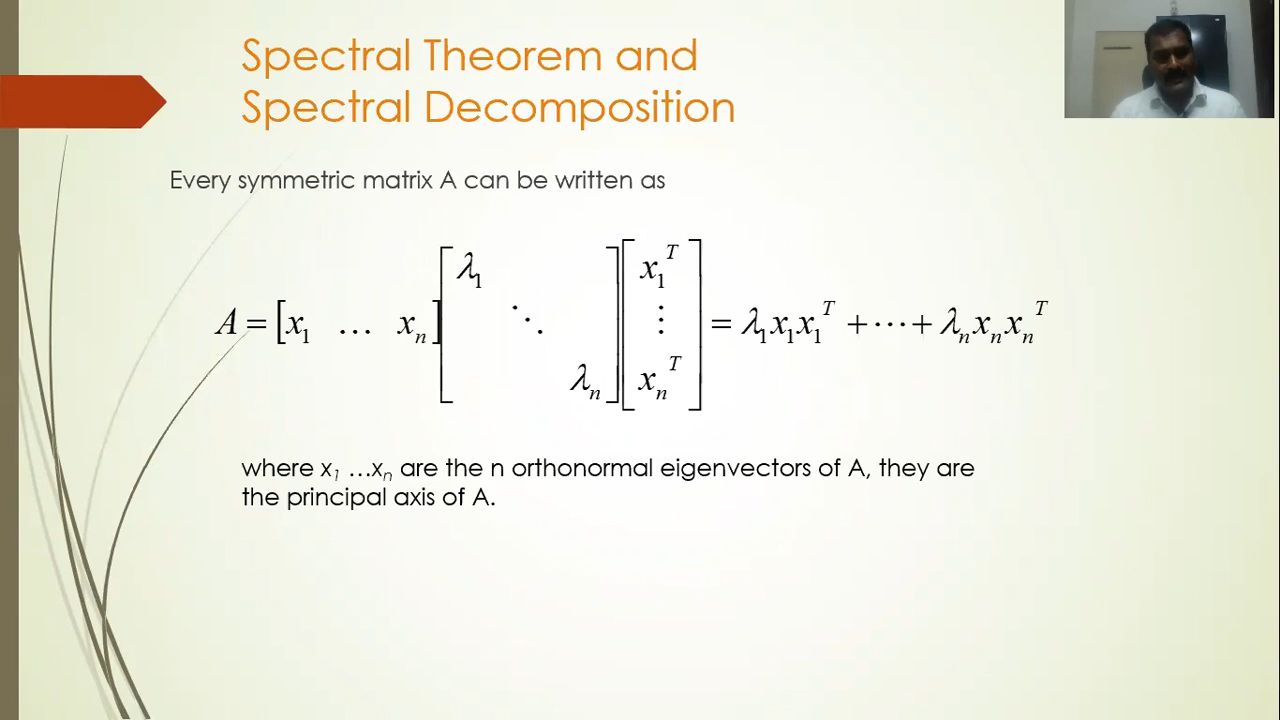 Spectral Theorem and
Spectral Decomposition
Every symmetric matrix A can be written as
A = [x₁ … xₙ] [λ₁ ⋱ λₙ] [x₁ᵀ ⋮ xₙᵀ] = λ₁x₁x₁ᵀ + ⋯ + λₙxₙxₙᵀ
where x₁ …xₙ are the n orthonormal eigenvectors of A, they are
the principal axis of A.